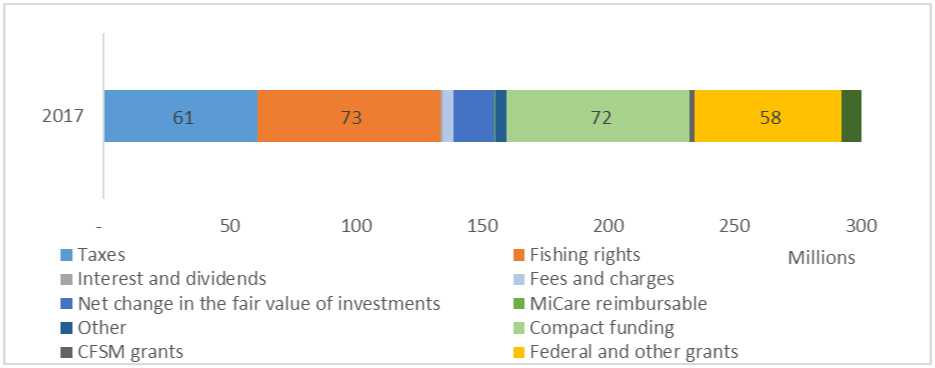 2017
61 73 72 58
- 50 100 150 200 250 300
Millions
Taxes
Fishing rights
Interest and dividends
Fees and charges
Net change in the fair value of investments
MiCare reimbursable
Other
Compact funding
CFSM grants
Federal and other grants